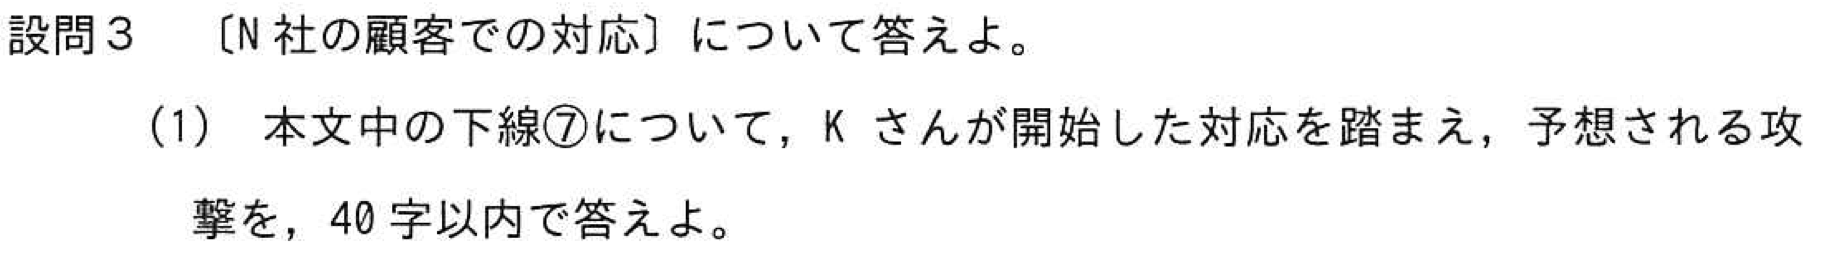 設問3　〔N社の顧客での対応〕について答えよ。
(1)　本文中の下線⑦について，K さんが開始した対応を踏まえ，予想される攻
撃を，40字以内で答えよ。